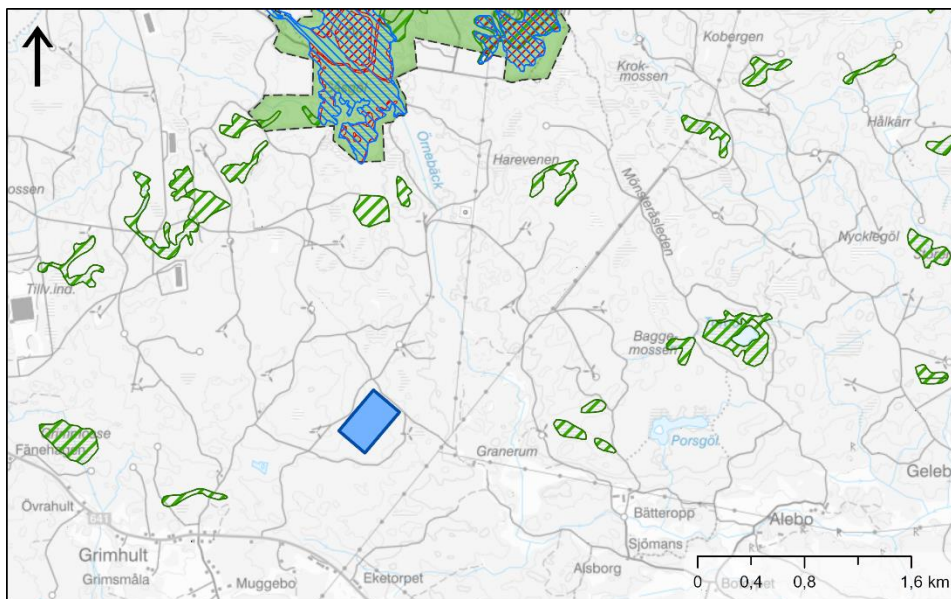 Kobergen
Krok-
mossen
Hålkärr
Örnebäck
Harevenen
ossen
Mönsteråsleden
Nycklegöl
Tillv.ind.
Bagge-
mossen
Fänehagen
Granerum
Porsgöl
Geleb
Övrahult
641
Bätteropp
Alebo
Grimhult
Sjömans
Grimsmåla
Muggebo
Eketorpet
Alsborg
0 0,4 0,8 1,6 km
R
R
R
R